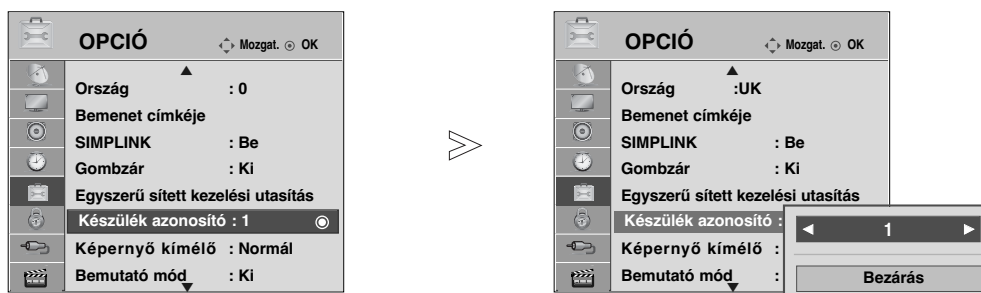 OPCIÓ Mozgat. OK
Ország : 0
Bemenet címkéje
SIMPLINK : Be
Gombzár : Ki
Egyszerű sített kezelési utasítás
Készülék azonosító : 1
Képernyő kímélő : Normál
Bemutató mód : Ki
OPCIÓ Mozgat. OK
Ország :UK
Bemenet címkéje
SIMPLINK : Be
Gombzár : Ki
Egyszerű sített kezelési utasítás
Készülék azonosító :
Képernyő kímélő :
Bemutató mód :
1
Bezárás